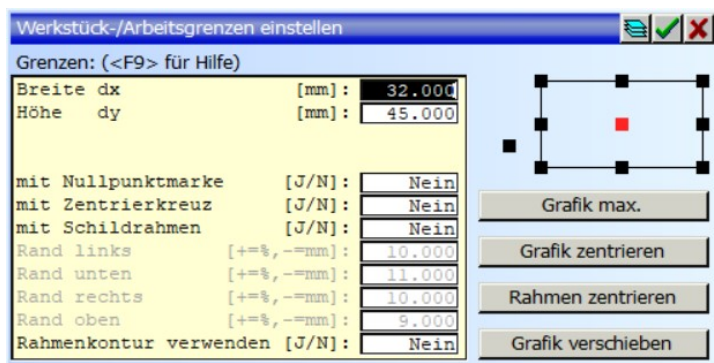 Werkstück-/Arbeitsgrenzen einstellen
Grenzen: (<F9> für Hilfe)
Breite dx [mm]: 32.000
Höhe dy [mm]: 45.000
mit Nullpunktmarke [J/N]: Nein
mit Zentrierkreuz [J/N]: Nein
mit Schildrahmen [J/N]: Nein
Rand links [+=%,-=mm]: 10.000
Rand unten [+=%,-=mm]: 11.000
Rand rechts [+=%,-=mm]: 10.000
Rand oben [+=%,-=mm]: 9.000
Rahmenkontur verwenden [J/N]: Nein
Grafik max.
Grafik zentrieren
Rahmen zentrieren
Grafik verschieben